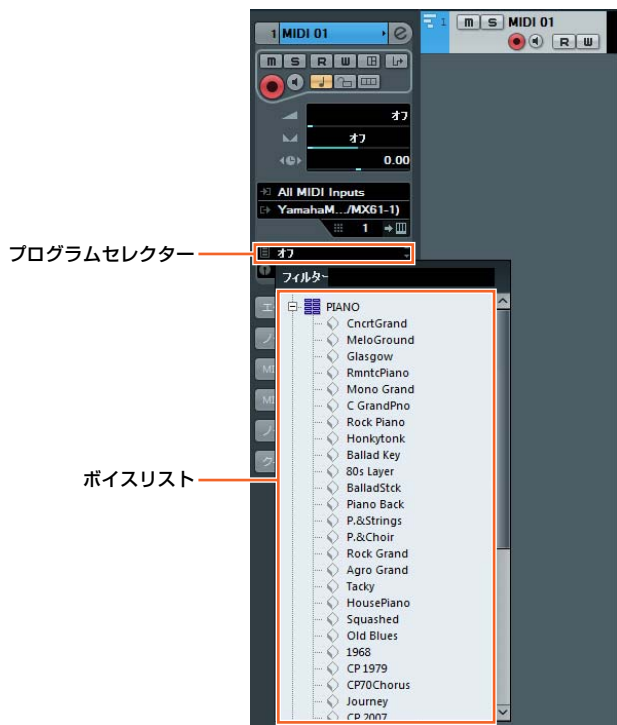 1 MIDI 01
m S R W
オフ
オフ
0.00
All MIDI Inputs
YamahaM.../MX61-1)
1
プログラムセレクター
オフ
フィルター
ボイスリスト
PIANO
CncrtGrand
MeloGround
Glasgow
RmntcPiano
Mono Grand
C GrandPno
Rock Piano
Honkytonk
Ballad Key
80s Layer
BalladStck
Piano Back
P.&Strings
P.&Choir
Rock Grand
Agro Grand
Tacky
HousePiano
Squashed
Old Blues
1968
CP 1979
CP70Chorus
Journey
CP 2007
1 m S MIDI 01
R W